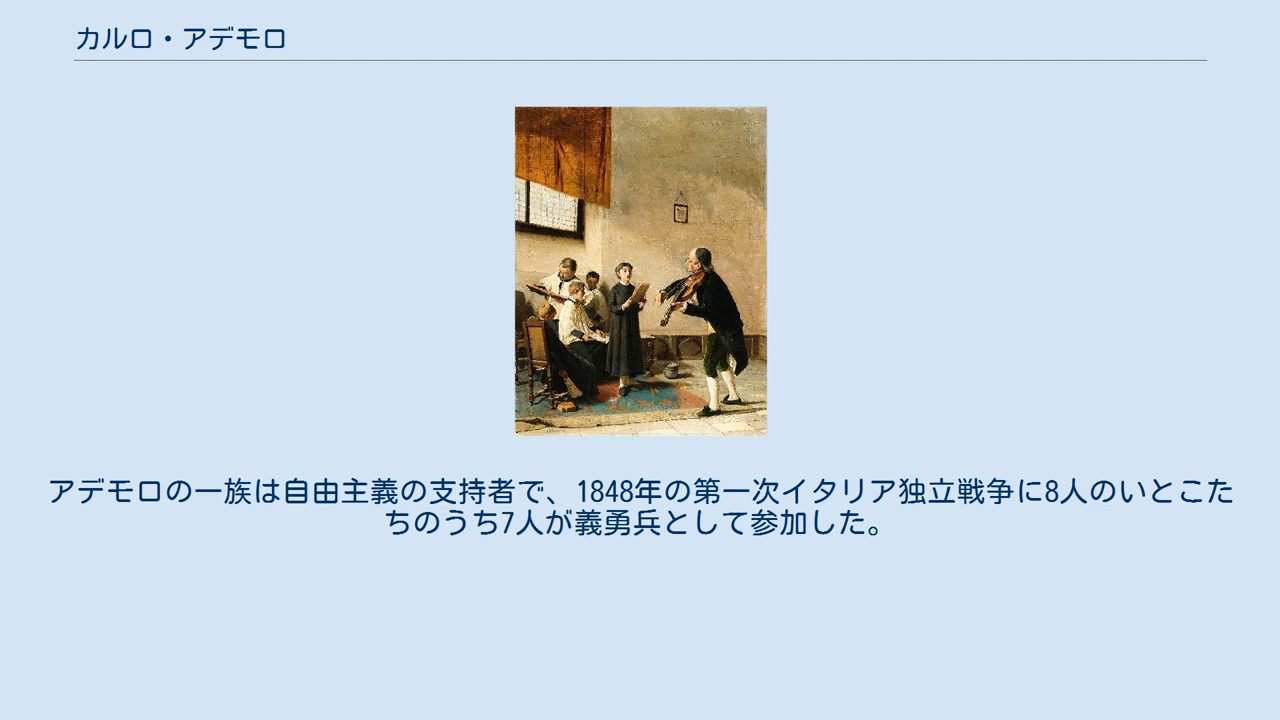 カルロ・アデモロ
アデモロの一族は自由主義の支持者で、1848年の第一次イタリア独立戦争に8人のいとこた
ちのうち7人が義勇兵として参加した。